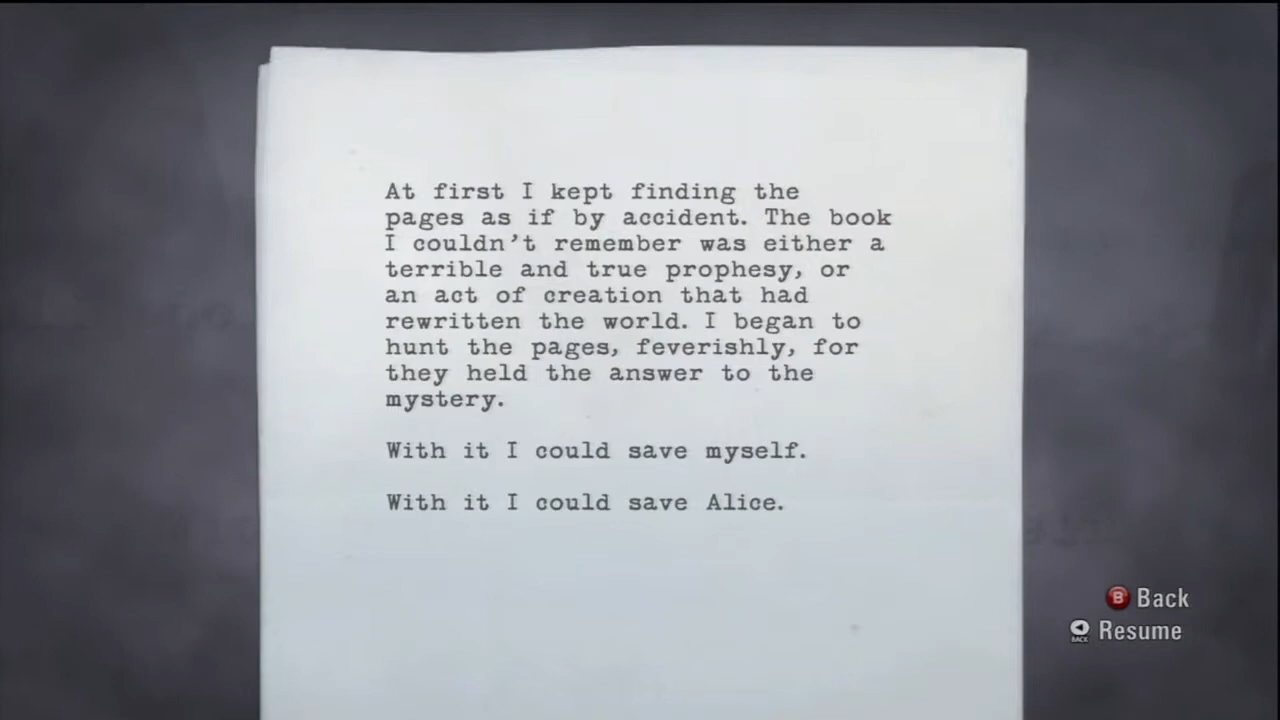 At first I kept finding the
pages as if by accident. The book
I couldn't remember was either a
terrible and true prophesy, or
an act of creation that had
rewritten the world. I began to
hunt the pages, feverishly, for
they held the answer to the
mystery.
With it I could save myself.
With it I could save Alice.
B Back
BACK Resume